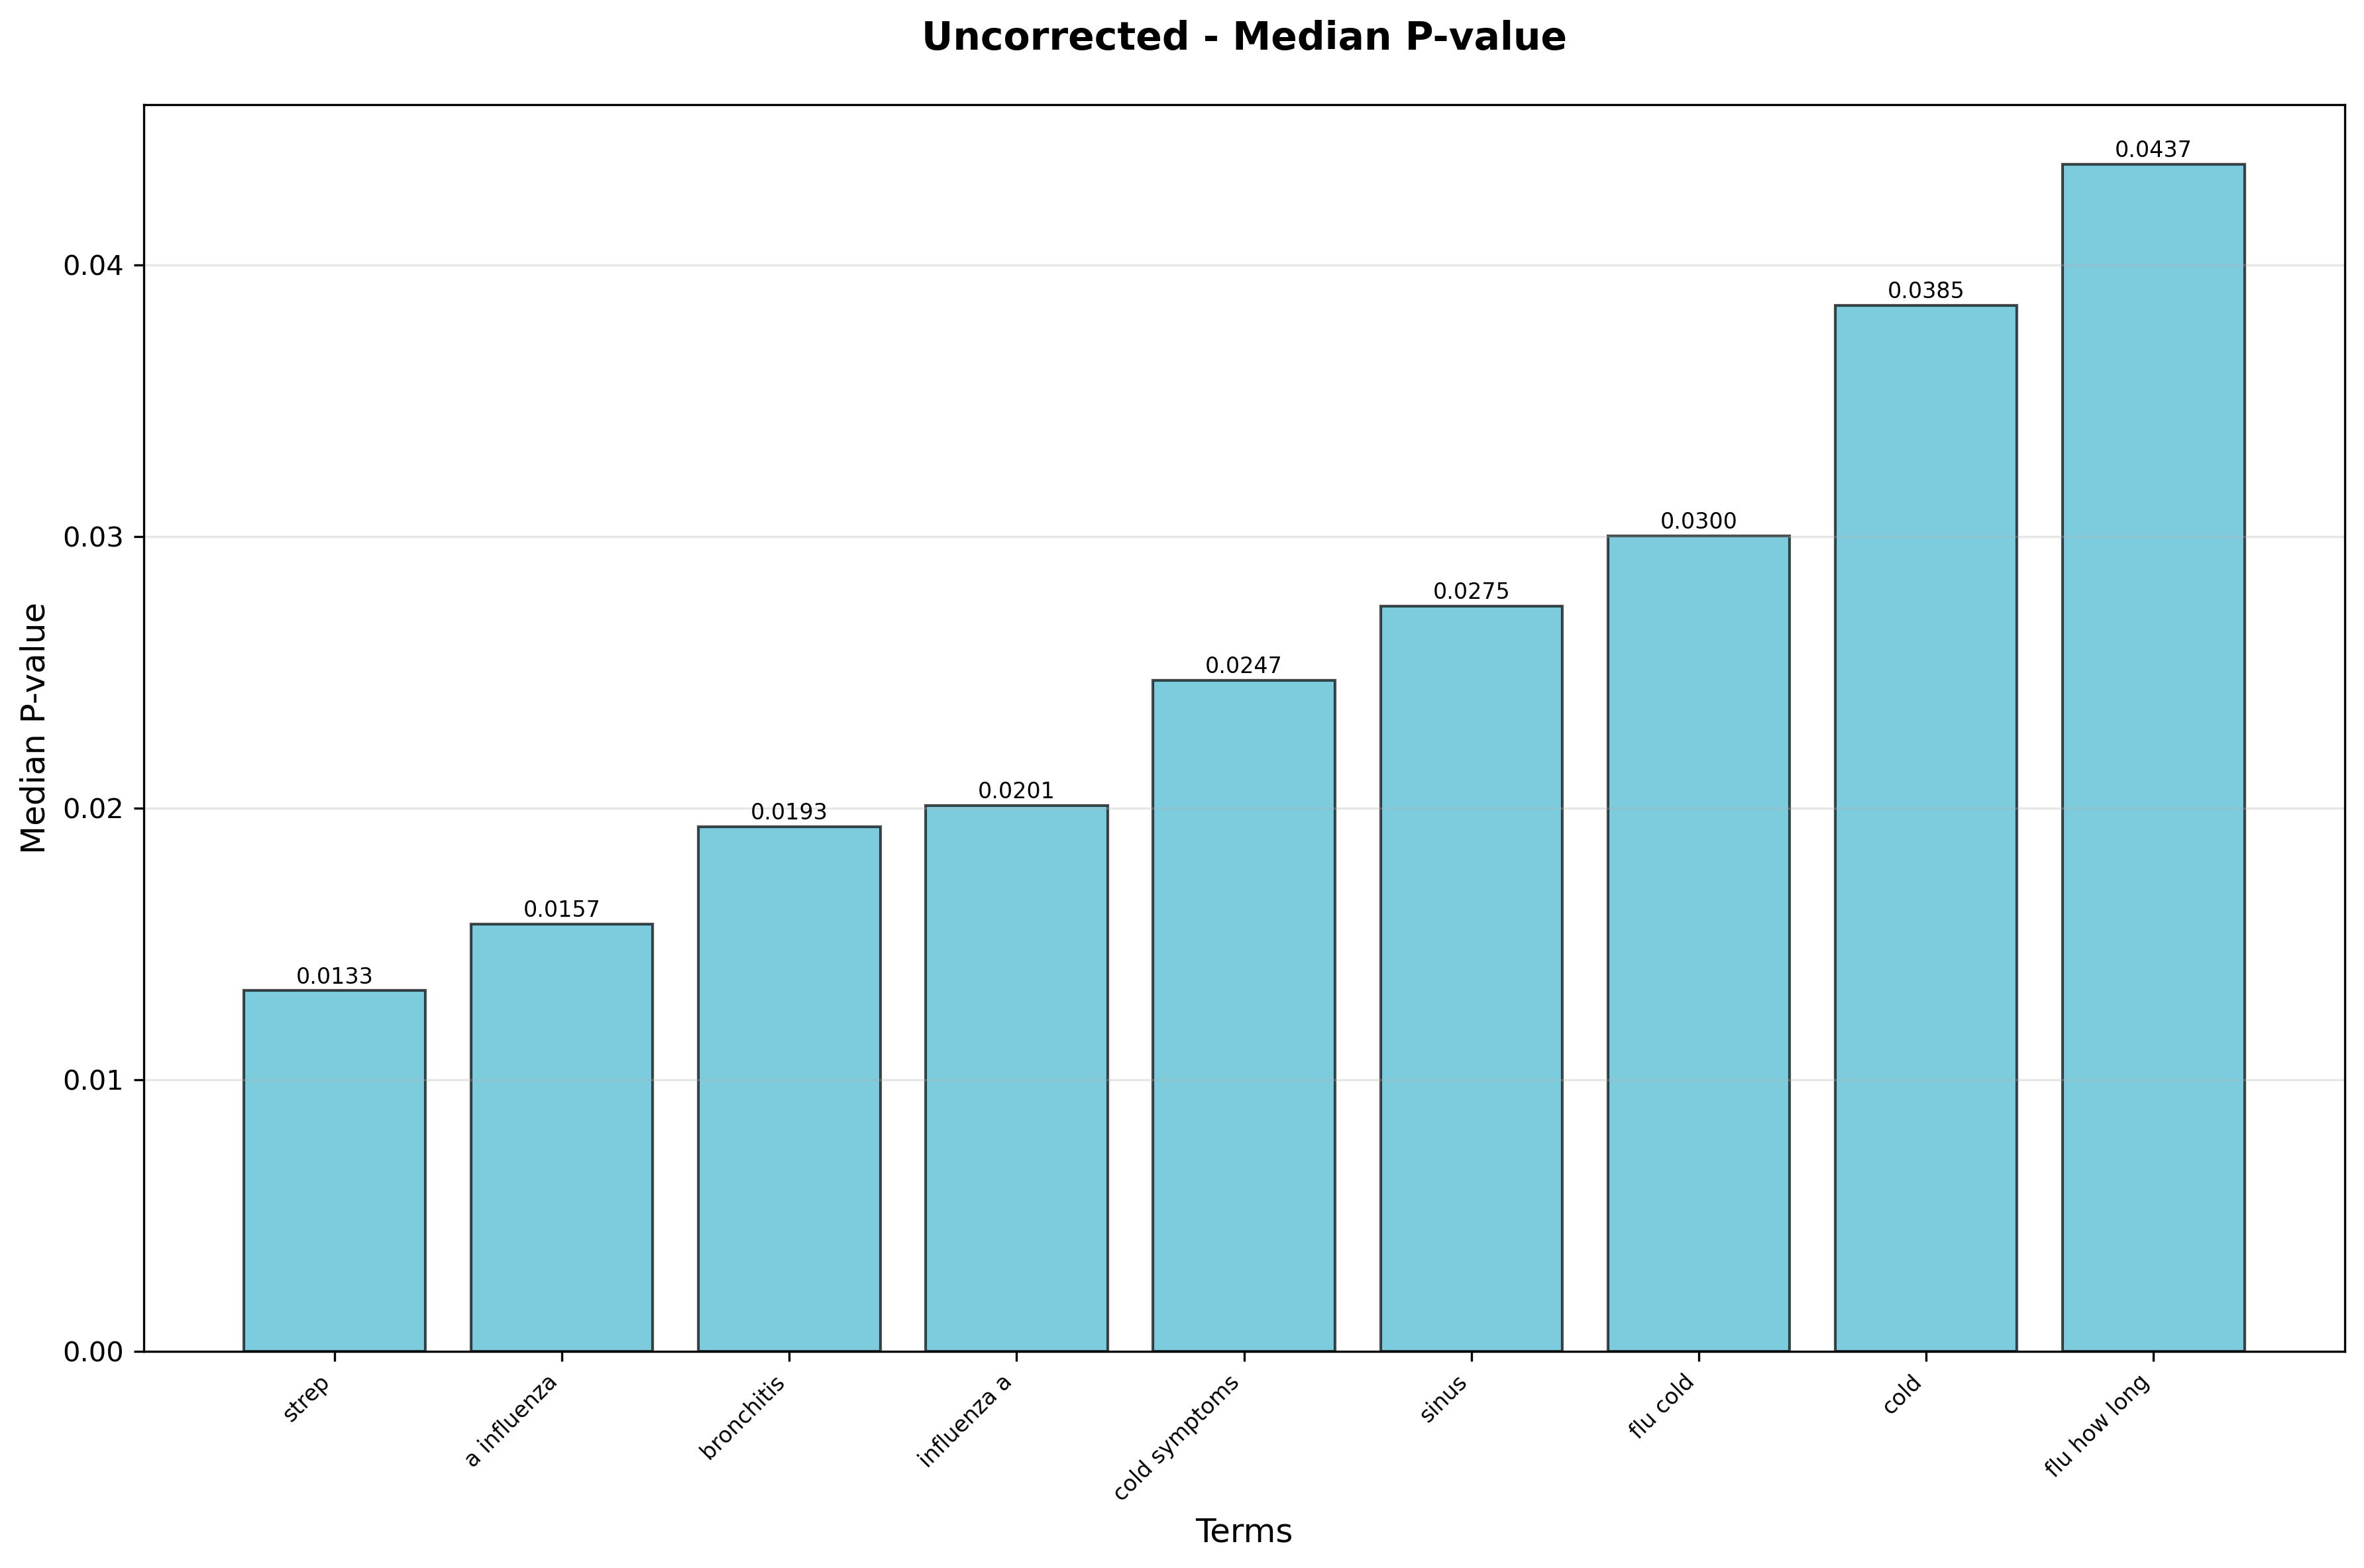 Uncorrected - Median P-value
Median P-value
0.04
0.03
0.02
0.01
0.00
0.0133
0.0157
0.0193
0.0201
0.0247
0.0275
0.0300
0.0385
0.0437
strep
a influenza
bronchitis
influenza a
cold symptoms
sinus
flu cold
cold
flu how long
Terms